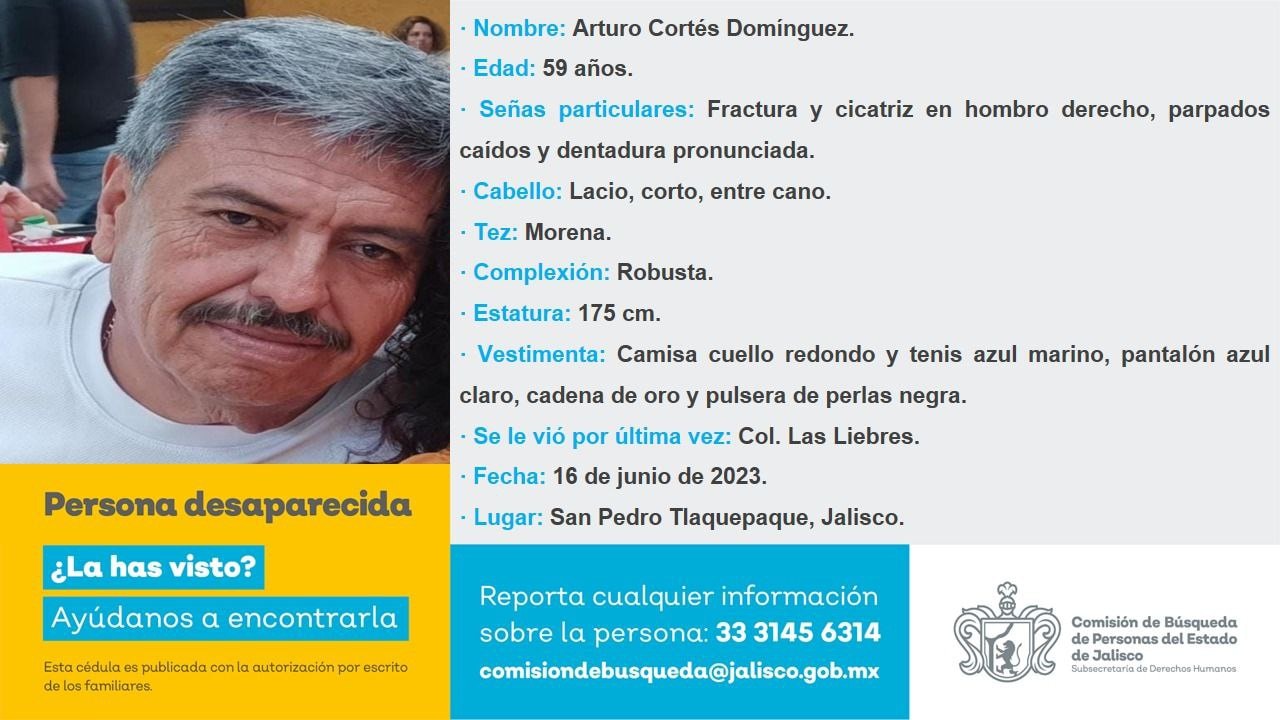 · Nombre: Arturo Cortés Domínguez.
· Edad: 59 años.
· Señas particulares: Fractura y cicatriz en hombro derecho, parpados
caídos y dentadura pronunciada.
· Cabello: Lacio, corto, entre cano.
· Tez: Morena.
· Complexión: Robusta.
· Estatura: 175 cm.
· Vestimenta: Camisa cuello redondo y tenis azul marino, pantalón azul
claro, cadena de oro y pulsera de perlas negra.
· Se le vió por última vez: Col. Las Liebres.
· Fecha: 16 de junio de 2023.
· Lugar: San Pedro Tlaquepaque, Jalisco.
Persona desaparecida
¿La has visto?
Ayúdanos a encontrarla
Esta cédula es publicada con la autorización por escrito
de los familiares.
Reporta cualquier información
sobre la persona: 33 3145 6314
comisiondebusqueda@jalisco.gob.mx
Comisión de Búsqueda
de Personas del Estado
de Jalisco
Subsecretaría de Derechos Humanos